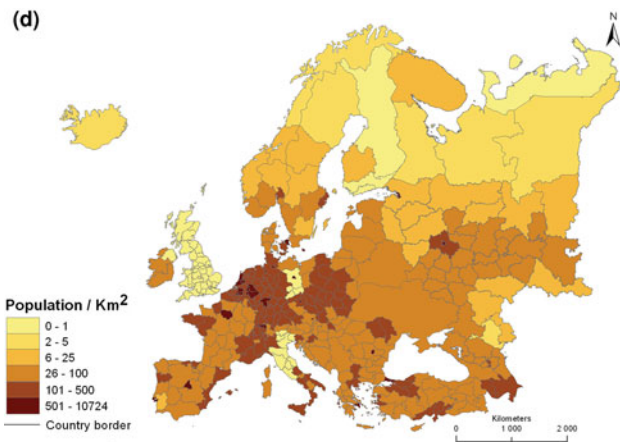 (d)
N
Population / Km²
0 - 1
2 - 5
6 - 25
26 - 100
101 - 500
501 - 10724
Country border
Kilometers
0 1 000 2 000